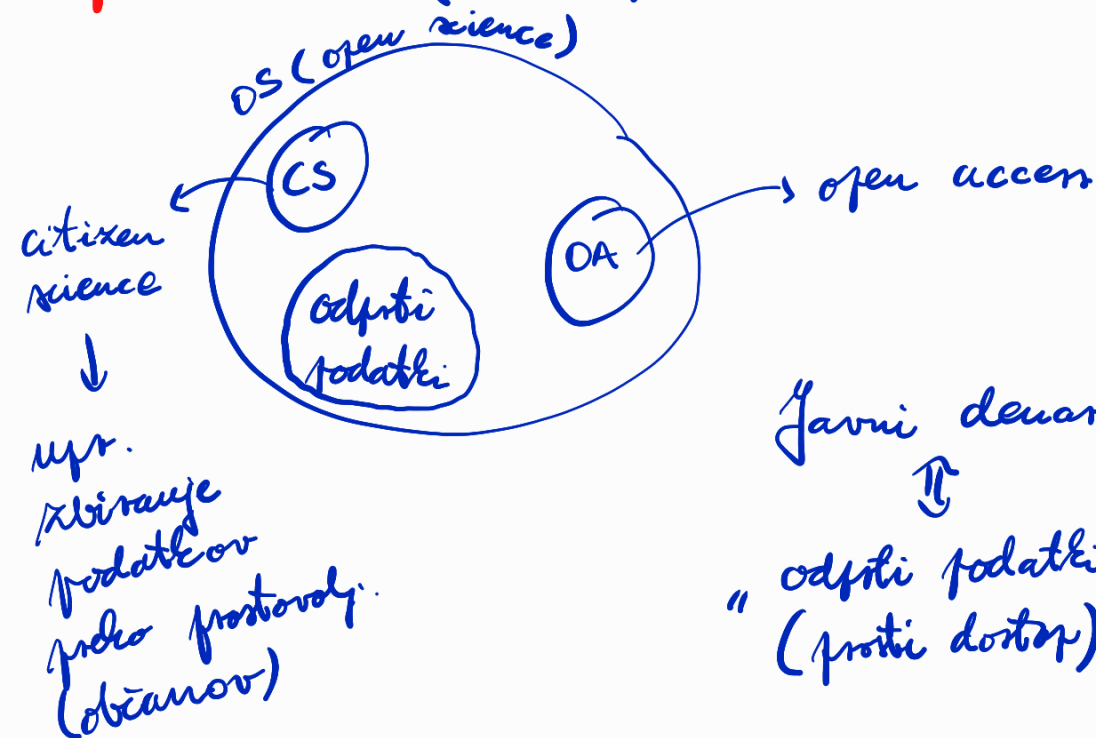 OS (open science)
CS
citizen
science
OA
open access
odprti
podatki
npr.
zbiranje
podatkov
preko prostovolj.
(občanov)
Javni denar
" odprti podatki
(prosti dostop)